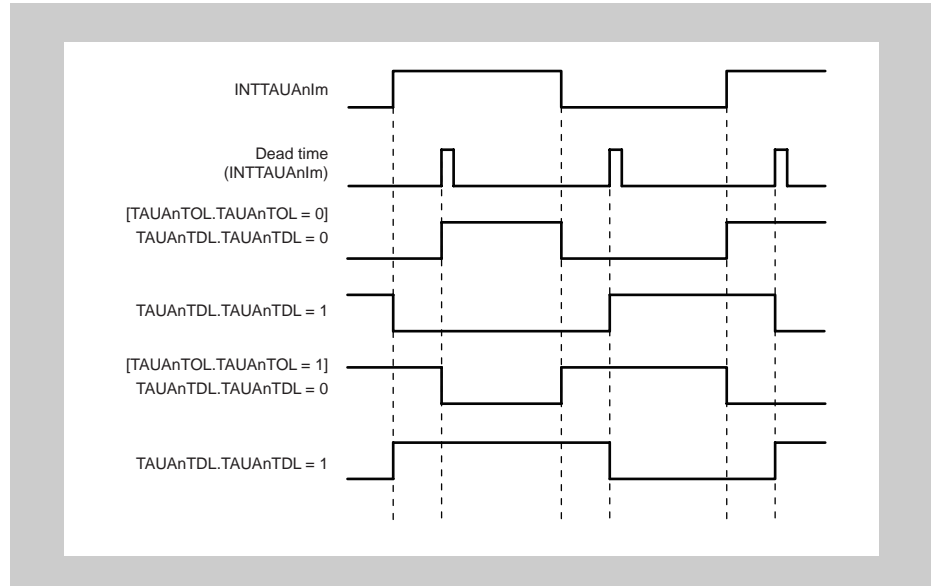 INTTAUAnIm
Dead time
(INTTAUAnIm)
[TAUAnTOL.TAUAnTOL = 0]
TAUAnTDL.TAUAnTDL = 0
TAUAnTDL.TAUAnTDL = 1
[TAUAnTOL.TAUAnTOL = 1]
TAUAnTDL.TAUAnTDL = 0
TAUAnTDL.TAUAnTDL = 1